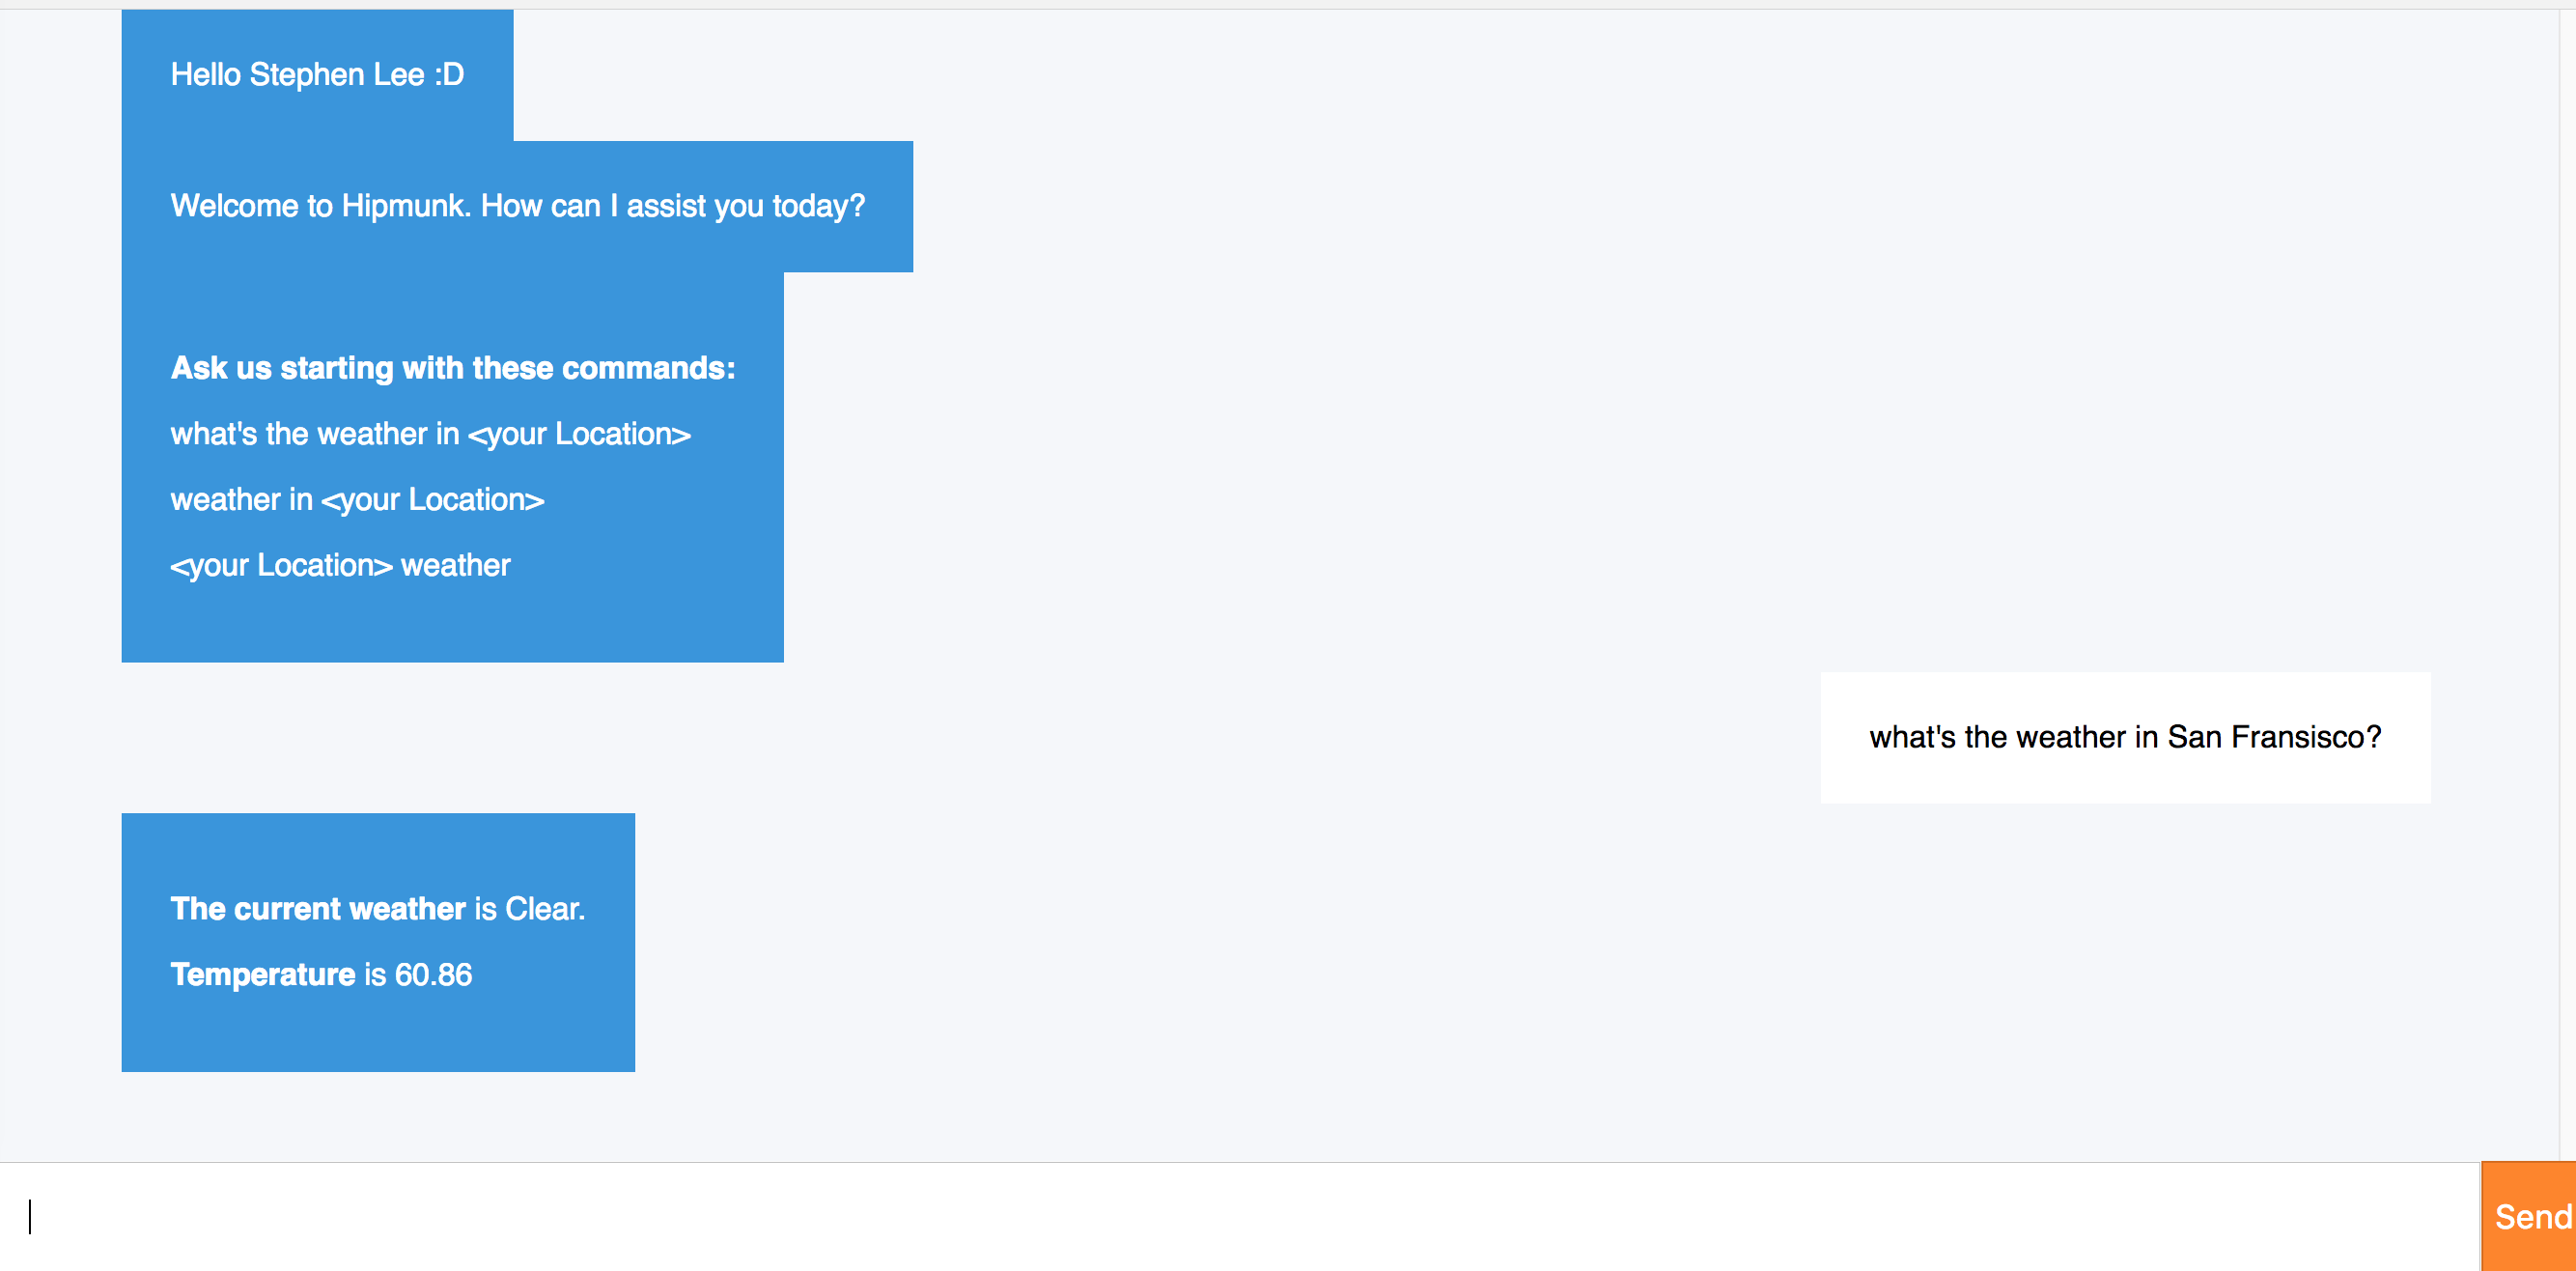 Hello Stephen Lee :D
Welcome to Hipmunk. How can I assist you today?
Ask us starting with these commands:
what's the weather in <your Location>
weather in <your Location>
<your Location> weather
what's the weather in San Fransisco?
The current weather is Clear.
Temperature is 60.86
Send